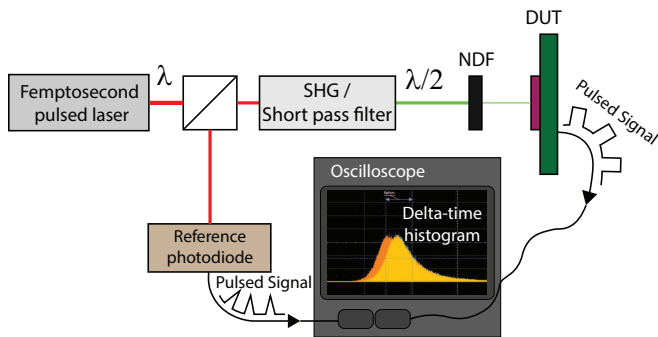 DUT
NDF
λ
λ/2
Femptosecond
pulsed laser
SHG /
Short pass filter
Pulsed Signal
Oscilloscope
Delta-time
histogram
Reference
photodiode
Pulsed Signal